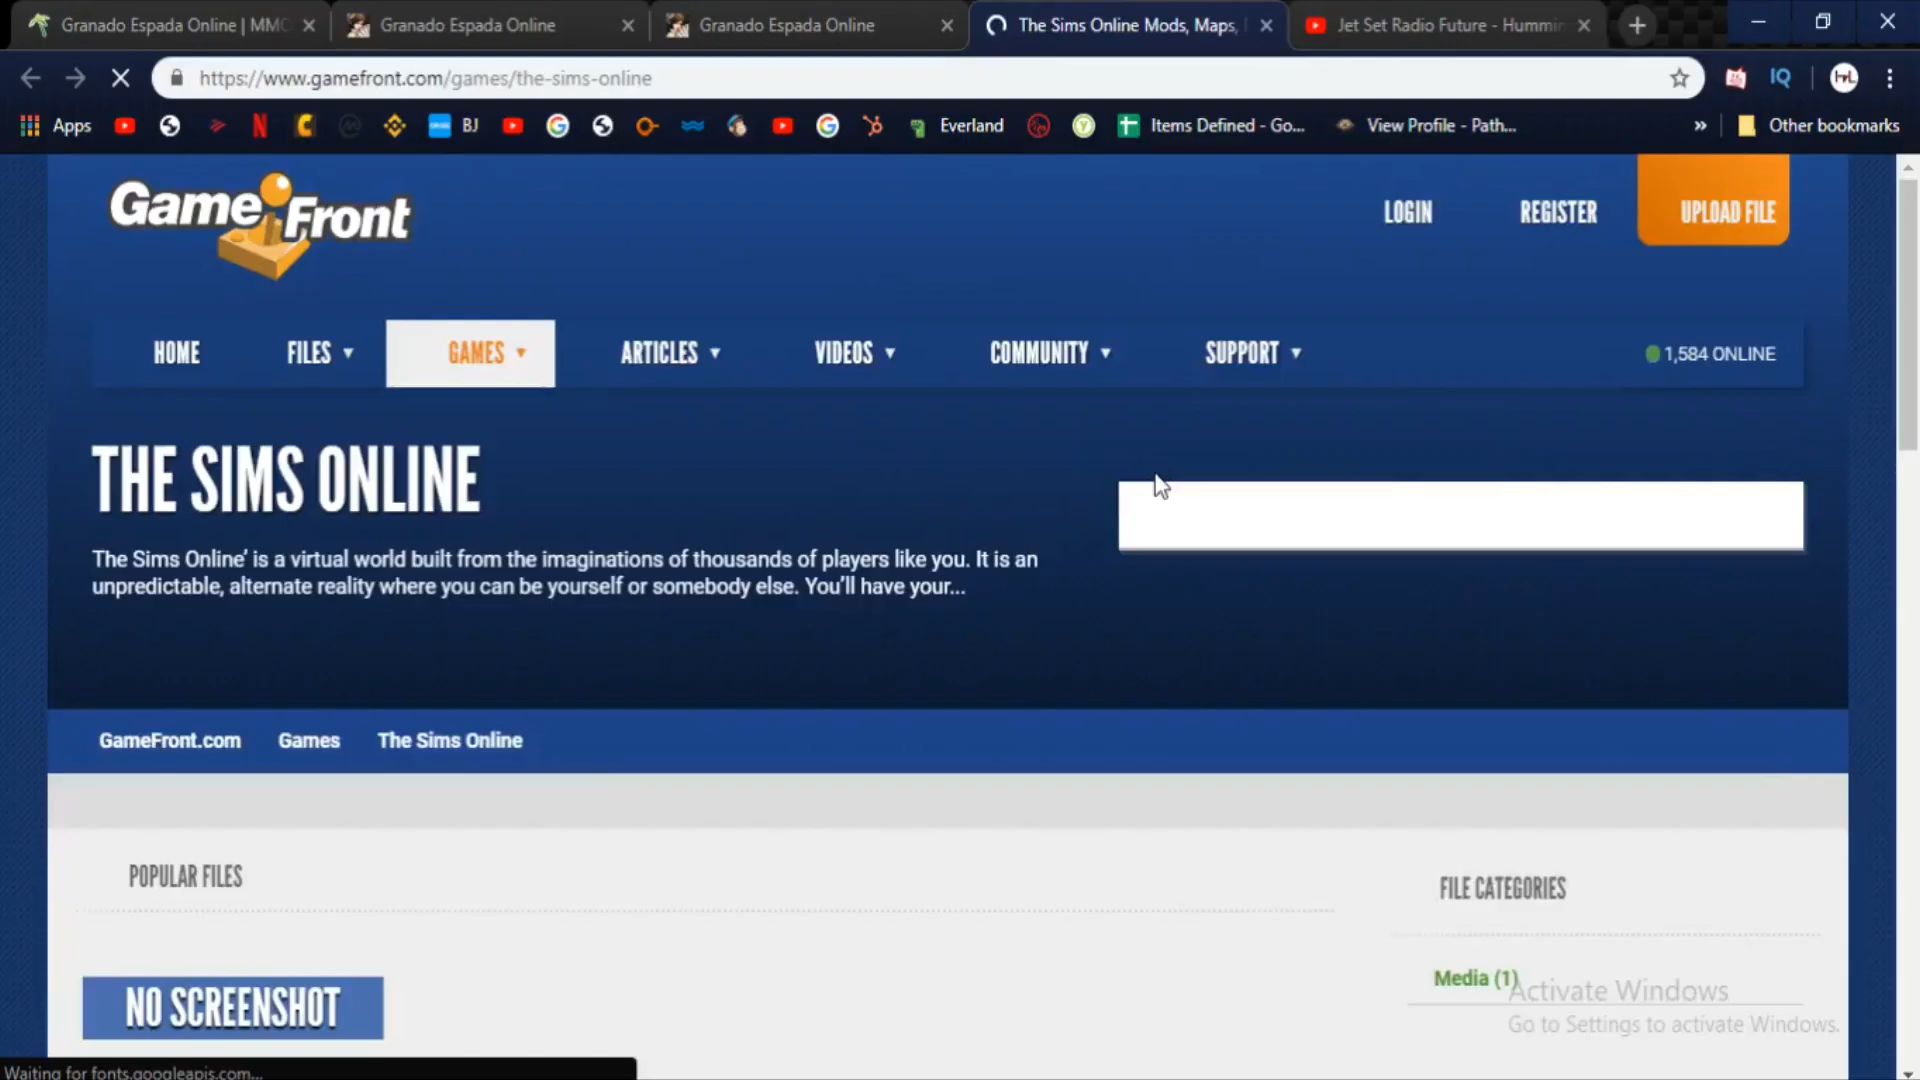 Granado Espada Online | MMC
Granado Espada Online
Granado Espada Online
The Sims Online Mods, Maps,
Jet Set Radio Future - Hummin
https://www.gamefront.com/games/the-sims-online
Apps
BJ
Everland
Items Defined - Go...
View Profile - Path...
Other bookmarks
GameFront
LOGIN
REGISTER
UPLOAD FILE
HOME
FILES
GAMES
ARTICLES
VIDEOS
COMMUNITY
SUPPORT
1,584 ONLINE
THE SIMS ONLINE
The Sims Online' is a virtual world built from the imaginations of thousands of players like you. It is an
unpredictable, alternate reality where you can be yourself or somebody else. You'll have your...
GameFront.com
Games
The Sims Online
POPULAR FILES
FILE CATEGORIES
Media (1)
NO SCREENSHOT
Activate Windows
Go to Settings to activate Windows.
Waiting for fonts.googleapis.com...